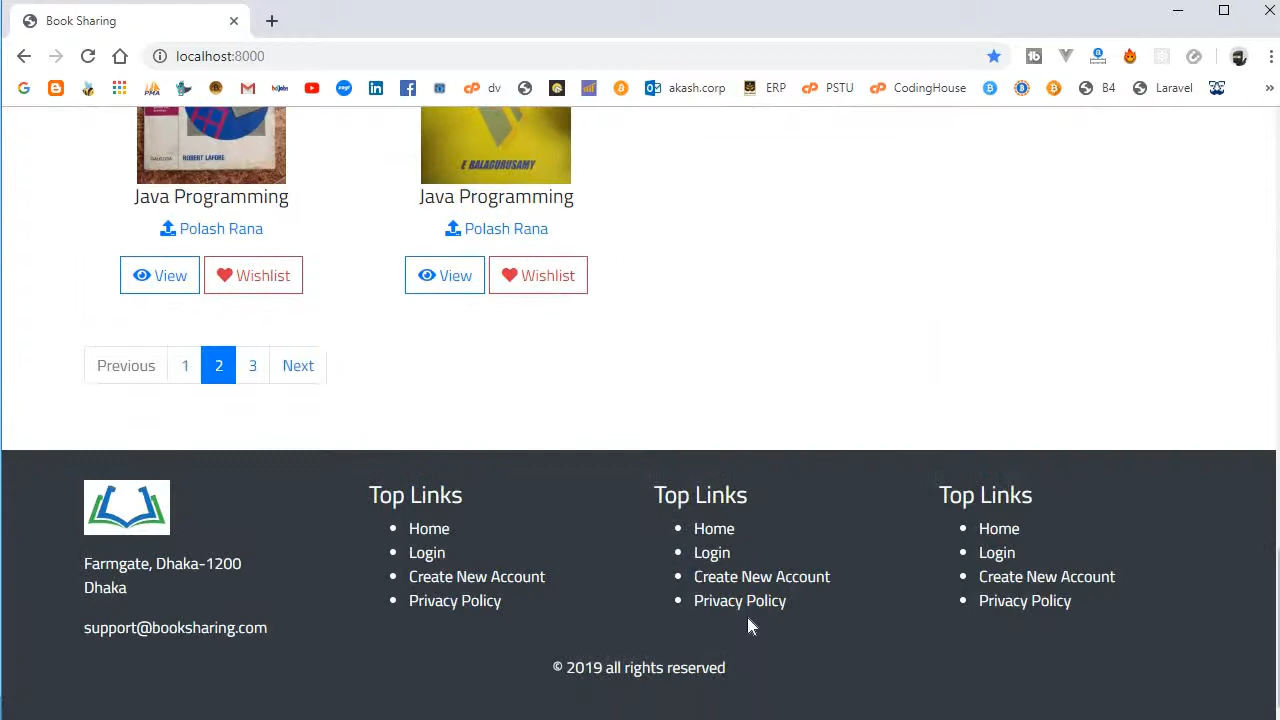 Book Sharing
localhost:8000
dv
akash.corp
ERP
PSTU
CodingHouse
B4
Laravel
»
ROBERT LAFORE
E BALAGURUSAMY
Java Programming
Java Programming
Polash Rana
Polash Rana
View Wishlist
View Wishlist
Previous 1 2 3 Next
Farmgate, Dhaka-1200
Dhaka
support@booksharing.com
Top Links
Home
Login
Create New Account
Privacy Policy
Top Links
Home
Login
Create New Account
Privacy Policy
Top Links
Home
Login
Create New Account
Privacy Policy
© 2019 all rights reserved